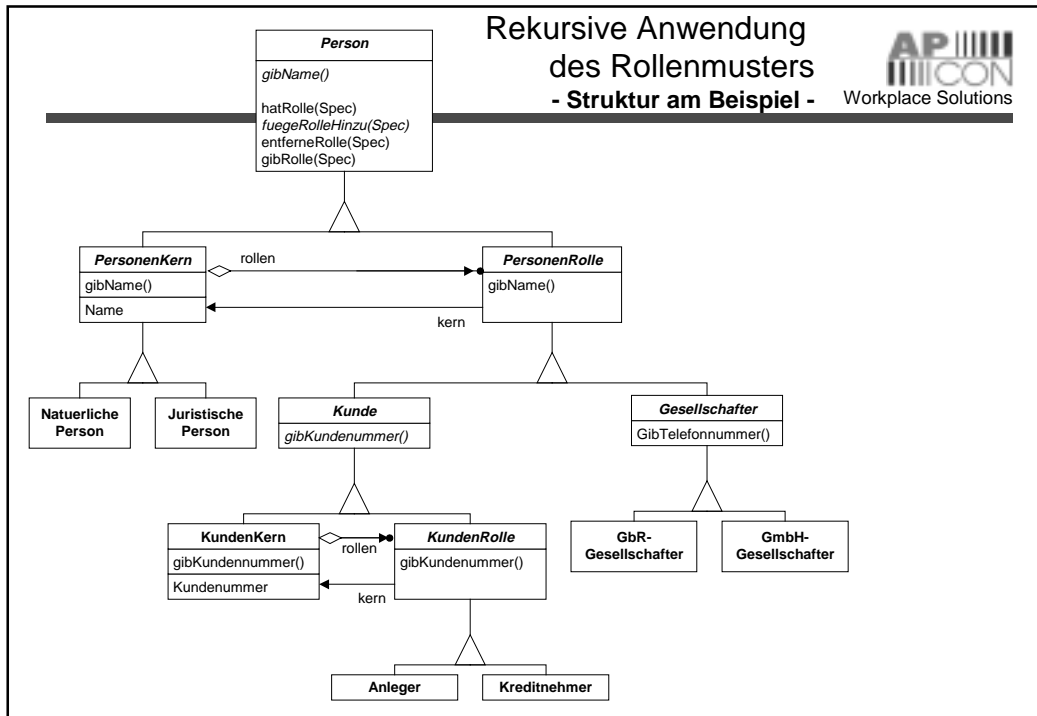 Rekursive Anwendung
des Rollenmusters
- Struktur am Beispiel -
AP
CON
Workplace Solutions
Person
gibName()
hatRolle(Spec)
fuegeRolleHinzu(Spec)
entferneRolle(Spec)
gibRolle(Spec)
PersonenKern
gibName()
Name
rollen
kern
PersonenRolle
gibName()
Natuerliche
Person
Juristische
Person
Kunde
gibKundenummer()
Gesellschafter
GibTelefonnummer()
KundenKern
gibKundennummer()
Kundenummer
rollen
kern
KundenRolle
gibKundenummer()
GbR-
Gesellschafter
GmbH-
Gesellschafter
Anleger
Kreditnehmer